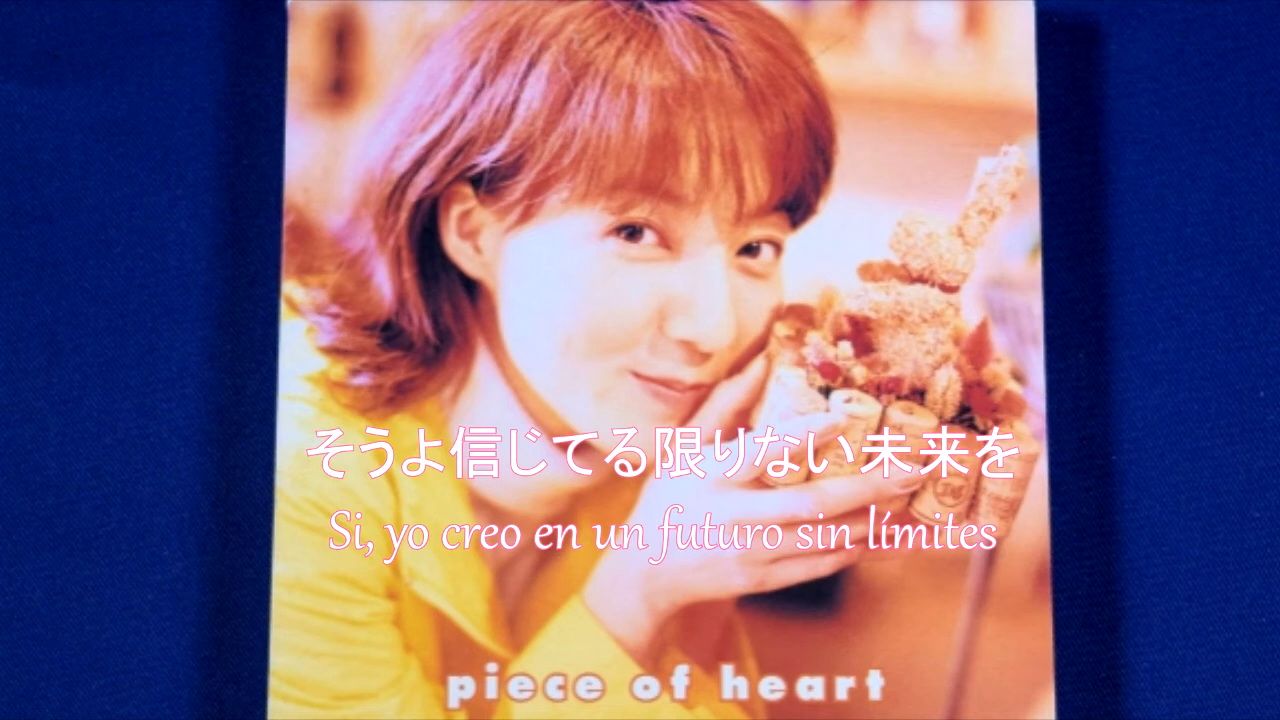 そうよ信じてる限りない未来を
Si, yo creo en un futuro sin límites
piece of heart